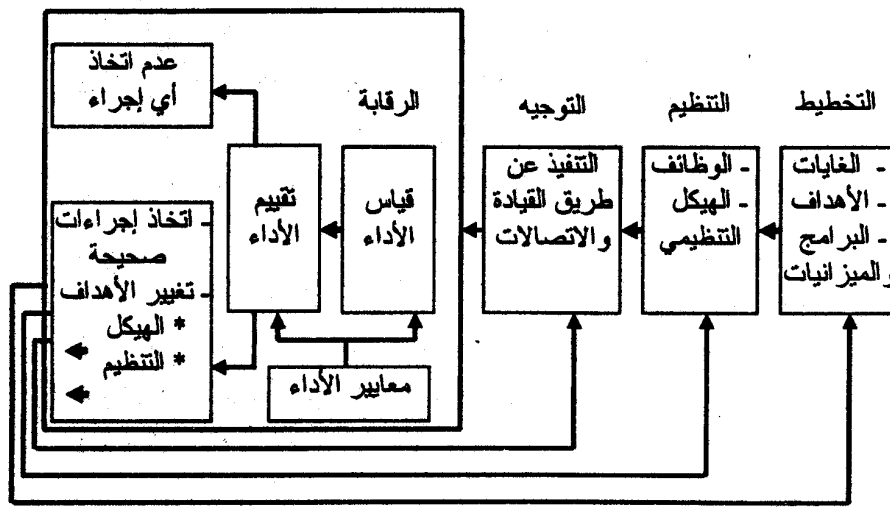 التخطيط
- الغايات
- الأهداف
- البرامج
والميزانيات
التنظيم
- الوظائف
- الهيكل
التنظيمي
التوجيه
التنفيذ عن
طريق القيادة
والاتصالات
الرقابة
قياس
الأداء
تقييم
الأداء
معايير الأداء
عدم اتخاذ
أي إجراء
- اتخاذ إجراءات
صحيحة
- تغيير الأهداف
* الهيكل
* التنظيم